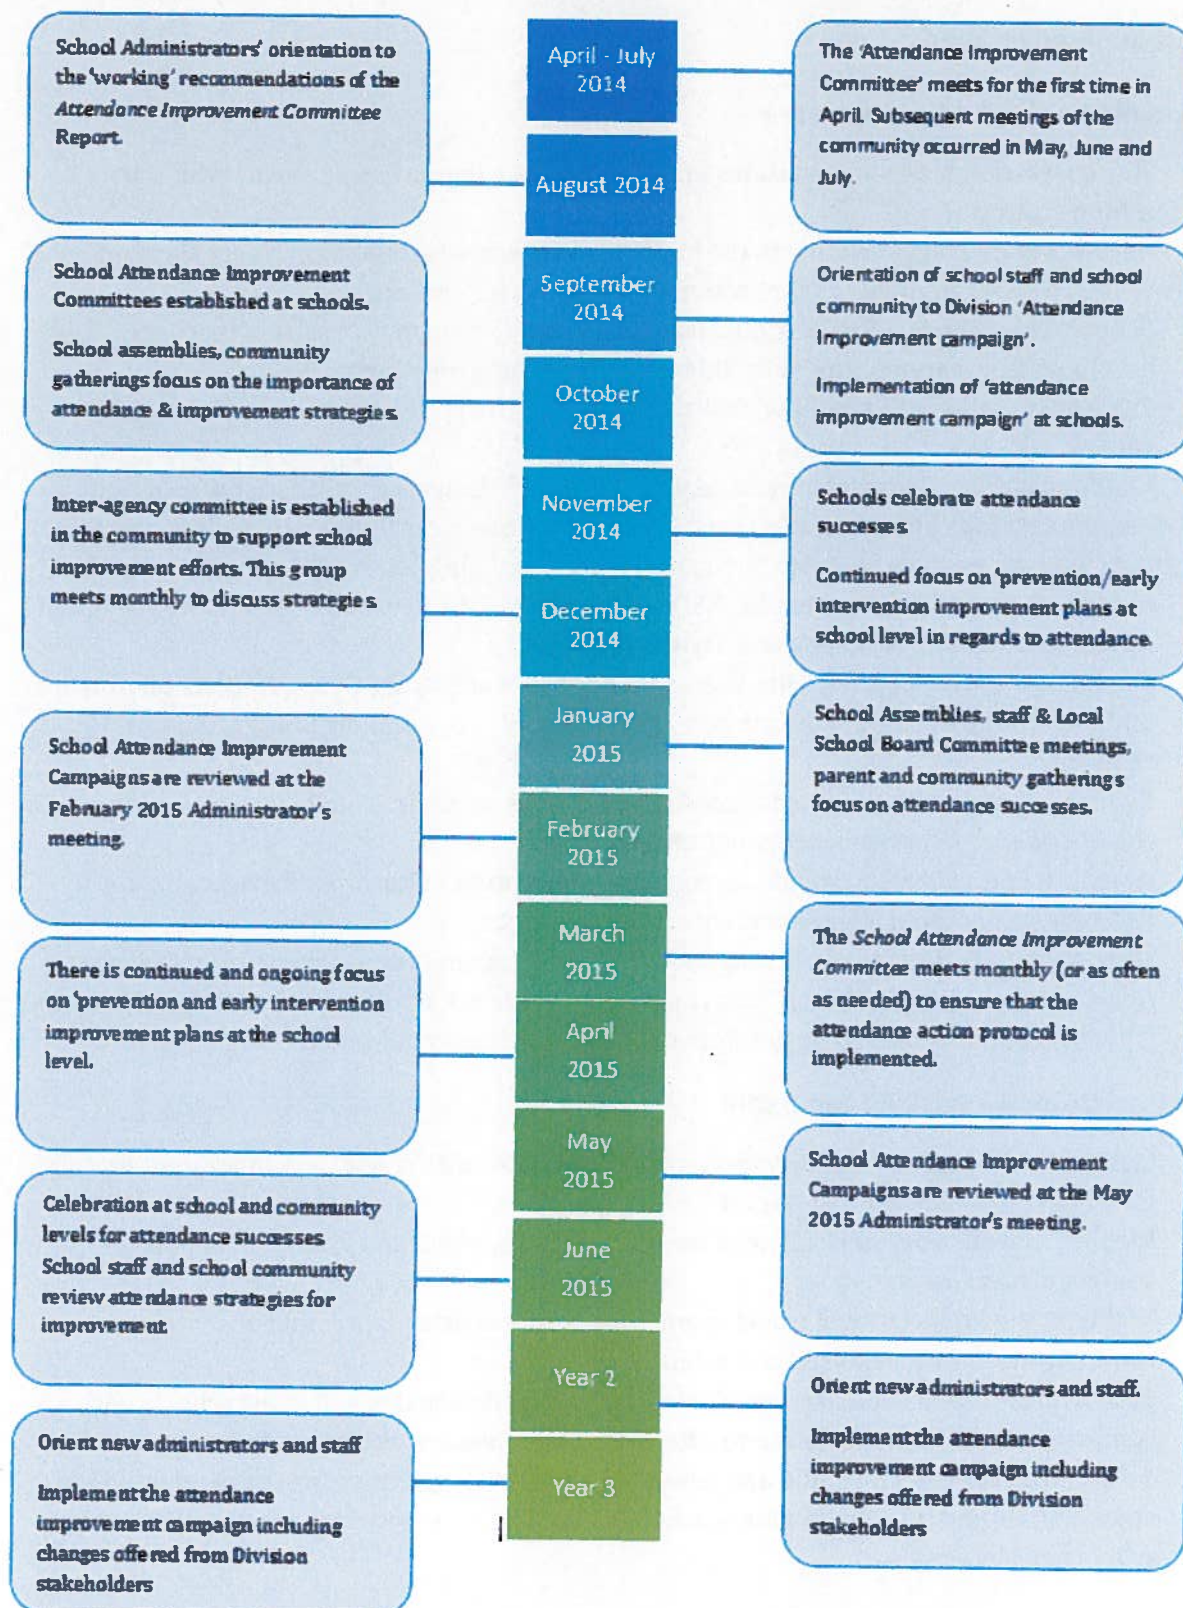 April - July
2014
The 'Attendance Improvement
Committee' meets for the first time in
April. Subsequent meetings of the
community occurred in May, June and
July.
School Administrators' orientation to
the 'working' recommendations of the
Attendance Improvement Committee
Report.
August 2014
September
2014
Orientation of school staff and school
community to Division 'Attendance
Improvement campaign'.
Implementation of 'attendance
improvement campaign' at schools.
School Attendance Improvement
Committees established at schools.
School assemblies, community
gatherings focus on the importance of
attendance & improvement strategies.
October
2014
November
2014
Schools celebrate attendance
successes.
Continued focus on 'prevention/early
intervention improvement plans at
school level in regards to attendance.
Inter-agency committee is established
in the community to support school
improvement efforts. This group
meets monthly to discuss strategies.
December
2014
January
2015
School Assemblies, staff & Local
School Board Committee meetings,
parent and community gatherings
focus on attendance successes.
School Attendance Improvement
Campaigns are reviewed at the
February 2015 Administrator's
meeting.
February
2015
March
2015
The School Attendance Improvement
Committee meets monthly (or as often
as needed) to ensure that the
attendance action protocol is
implemented.
There is continued and ongoing focus
on 'prevention and early intervention
improvement plans at the school
level.
April
2015
May
2015
School Attendance Improvement
Campaigns are reviewed at the May
2015 Administrator's meeting.
Celebration at school and community
levels for attendance successes.
School staff and school community
review attendance strategies for
improvement.
June
2015
Year 2
Orient new administrators and staff.
Implement the attendance
improvement campaign including
changes offered from Division
stakeholders
Orient new administrators and staff
Implement the attendance
improvement campaign including
changes offered from Division
stakeholders
Year 3